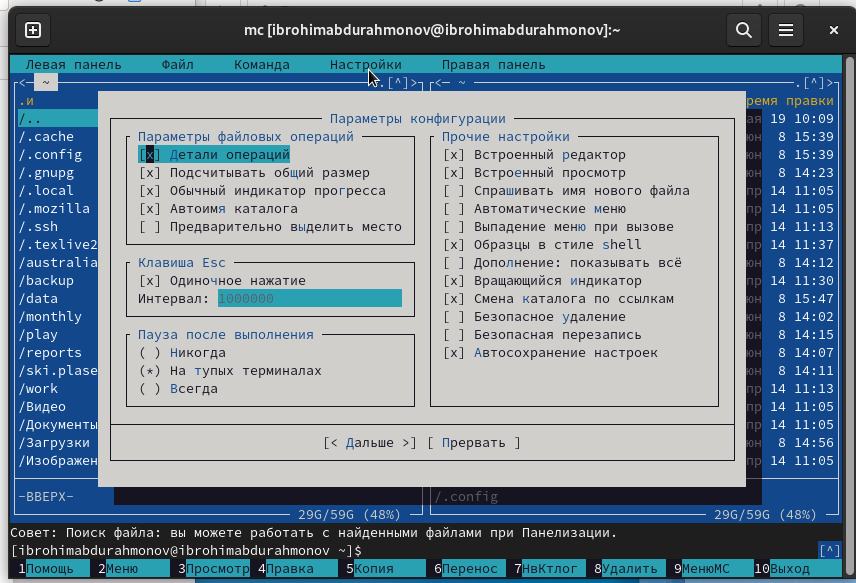 mc [ibrohimabdurahmonov@ibrohimabdurahmonov]:~
Левая панель Файл Команда Настройки Правая панель
<— ~ .[^]> <— ~ .[^]>
.и ремя правки
/.. 19 10:09
/.cache 8 15:39
/.config 8 15:39
/.gnupg 8 14:23
/.local 14 11:05
/.mozilla 14 11:05
/.ssh 14 11:13
/.texlive2 14 11:37
/australia 8 14:12
/backup 14 11:30
/data 8 15:47
/monthly 8 14:02
/play 8 14:15
/reports 8 14:07
/ski.plase 8 14:11
/work 14 11:13
/Видео 14 11:05
/Документы 14 11:05
/Загрузки 8 14:56
/Изображен 14 11:05
Параметры конфигурации
Параметры файловых операций
[x] Детали операций
[x] Подсчитывать общий размер
[x] Обычный индикатор прогресса
[x] Автоимя каталога
[ ] Предварительно выделить место
Клавиша Esc
[x] Одиночное нажатие
Интервал: 1000000
Пауза после выполнения
( ) Никогда
(*) На тупых терминалах
( ) Всегда
Прочие настройки
[x] Встроенный редактор
[x] Встроенный просмотр
[ ] Спрашивать имя нового файла
[ ] Автоматические меню
[ ] Выпадение меню при вызове
[x] Образцы в стиле shell
[ ] Дополнение: показывать всё
[x] Вращающийся индикатор
[x] Смена каталога по ссылкам
[ ] Безопасное удаление
[ ] Безопасная перезапись
[x] Автосохранение настроек
[< Дальше >] [ Прервать ]
-ВВЕРХ- /.config
29G/59G (48%) 29G/59G (48%)
Совет: Поиск файла: вы можете работать с найденными файлами при Панелизации.
[ibrohimabdurahmonov@ibrohimabdurahmonov ~]$ [^]
1Помощь 2Меню 3Просмотр 4Правка 5Копия 6Перенос 7НвКтлог 8Удалить 9МенюMC 10Выход